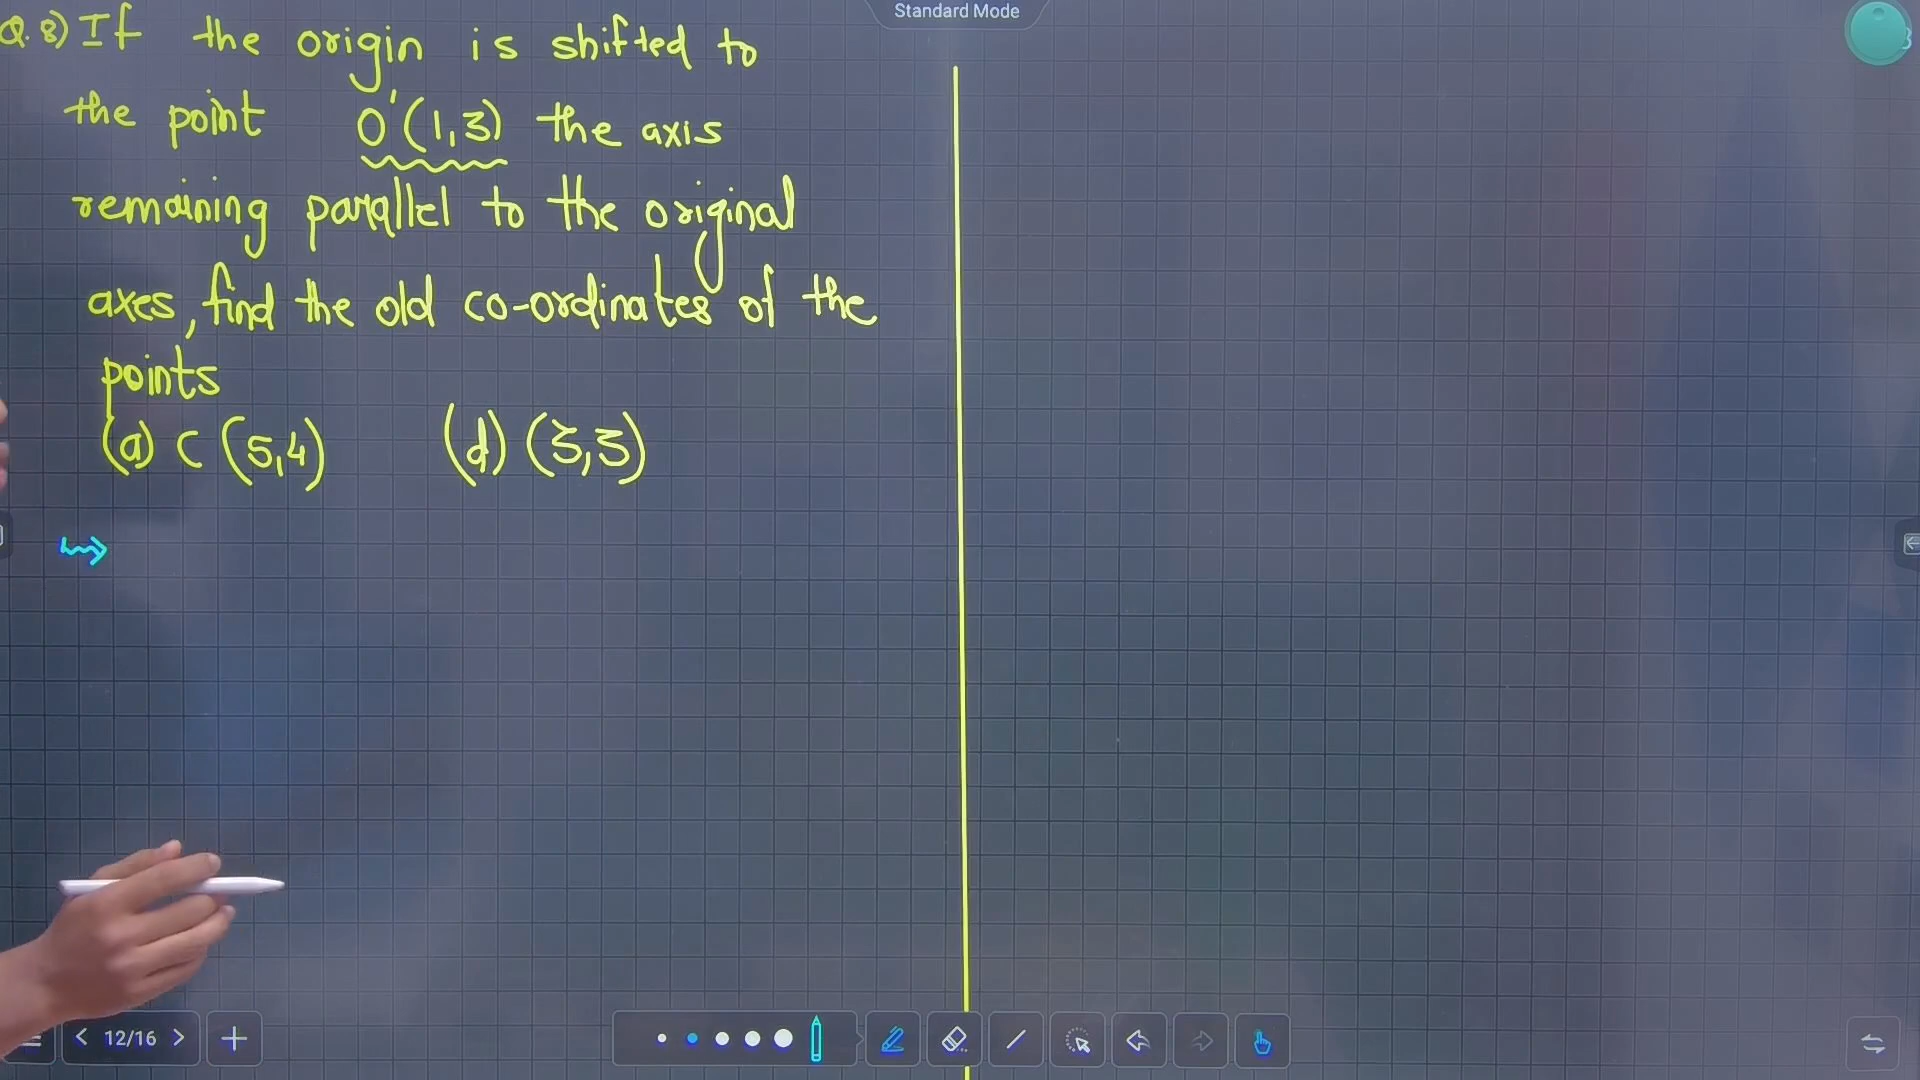 Standard Mode
Q.8) If the origin is shifted to
the point O'(1,3) the axis
remaining parallel to the original
axes, find the old co-ordinates of the
points
(a) C (5,4) (d) (3,3)
12/16